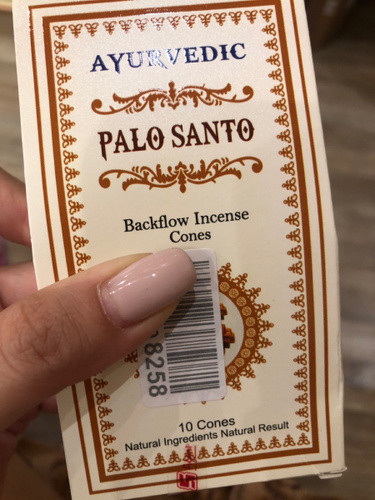 AYURVEDIC
PALO SANTO
Backflow Incense
Cones
8258
10 Cones
Natural Ingredients Natural Result